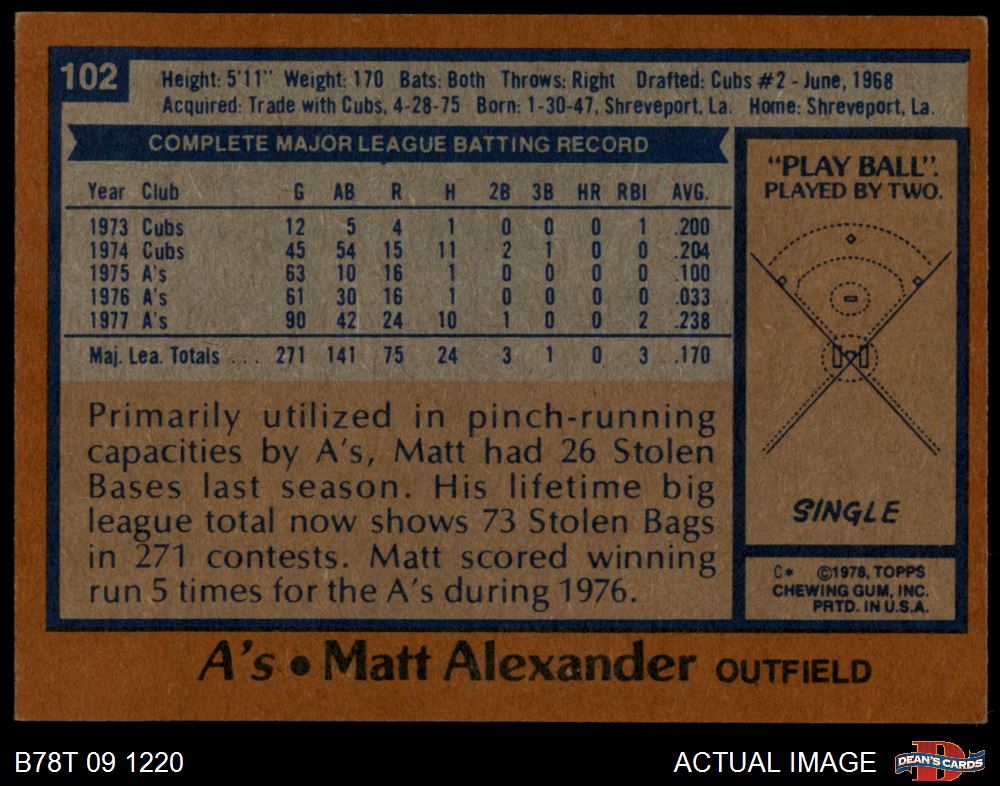 102
Height: 5'11" Weight: 170 Bats: Both Throws: Right Drafted: Cubs #2 - June, 1968
Acquired: Trade with Cubs, 4-28-75 Born: 1-30-47, Shreveport, La. Home: Shreveport, La.
COMPLETE MAJOR LEAGUE BATTING RECORD
Year Club G AB R H 2B 3B HR RBI AVG.
1973 Cubs 12 5 4 1 0 0 0 1 .200
1974 Cubs 45 54 15 11 2 1 0 0 .204
1975 A's 63 10 16 1 0 0 0 0 .100
1976 A's 61 30 16 1 0 0 0 0 .033
1977 A's 90 42 24 10 1 0 0 2 .238
Maj. Lea. Totals ... 271 141 75 24 3 1 0 3 .170
Primarily utilized in pinch-running
capacities by A's, Matt had 26 Stolen
Bases last season. His lifetime big
league total now shows 73 Stolen Bags
in 271 contests. Matt scored winning
run 5 times for the A's during 1976.
"PLAY BALL".
PLAYED BY TWO.
SINGLE
C* ©1978, TOPPS
CHEWING GUM, INC.
PRTD. IN U.S.A.
A's • Matt Alexander OUTFIELD
B78T 09 1220
ACTUAL IMAGE
DEAN'S CARDS